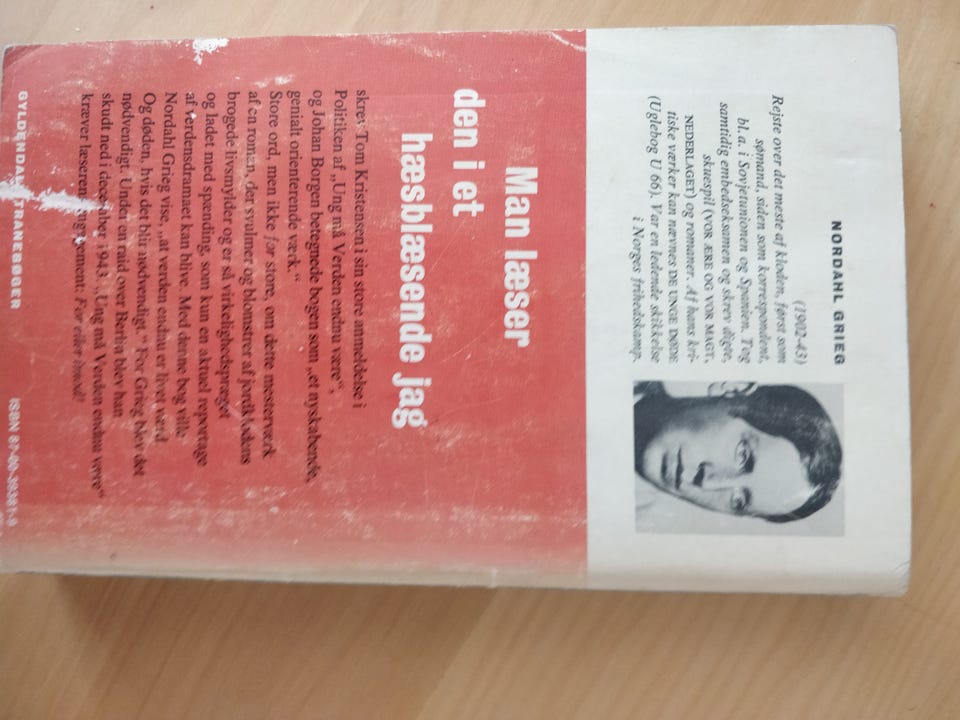 NORDAHL GRIEG
(1902-43)
Rejste over det meste af kloden, først som
sømand, siden som korrespondent,
bl.a. i Sovjetunionen og Spanien. Tog
samtidig embedseksamen og skrev digte,
skuespil (VOR ÆRE OG VOR MAGT,
NEDERLAGET) og romaner. Af hans kri-
tiske værker kan nævnes DE UNGE DØDE
(Uglebog U 66). Var en ledende skikkelse
i Norges frihedskamp.
Man læser
den i et
hæsblæsende jag
skrev Tom Kristensen i sin store anmeldelse i
Politiken af „Ung må Verden endnu være“,
og Johan Borgen betegnede bogen som „et nyskabende,
genialt orienterende værk.“
Store ord, men ikke for store, om dette mesterværk
af en roman, der svulmer og blomstrer af jordklodens
brogede livsmylder og er så virkelighedspræget
og ladet med spænding, som kun en aktuel reportage
af verdensdramaet kan blive. Med denne bog ville
Nordahl Grieg vise, „at verden endnu er livet værd.
Og døden, hvis det blir nødvendigt.“ For Grieg blev det
nødvendigt. Under en raid over Berlin blev han
skudt ned i december 1943. „Ung må Verden endnu være“
kræver læserens engagement: For eller imod!
GYLDENDALS TRANEBØGER
ISBN 87-00-39381-9